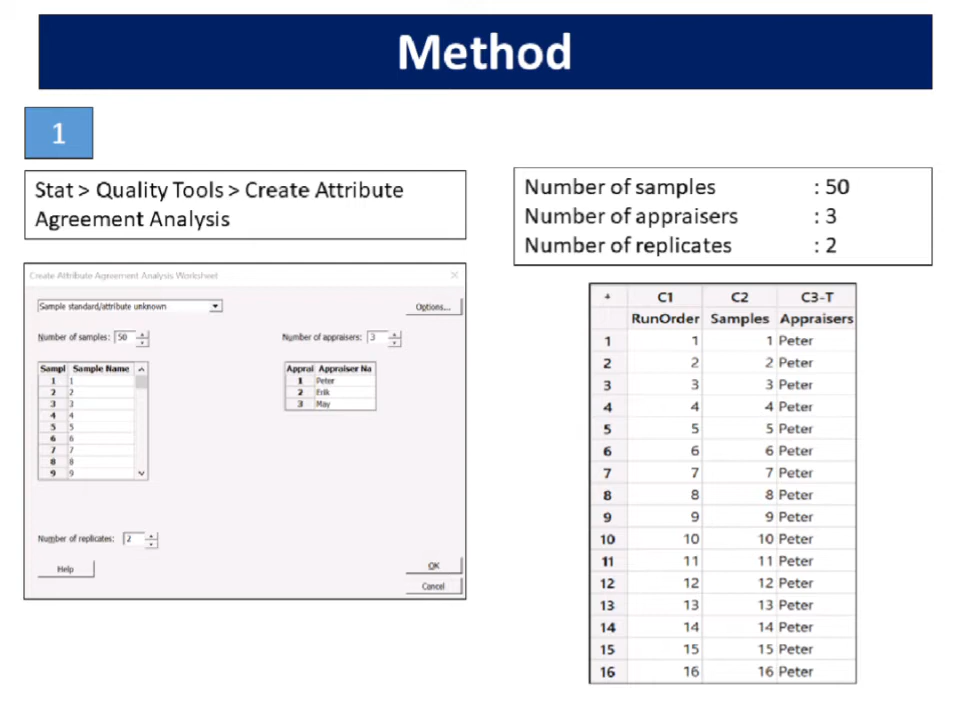 Method
1
Stat > Quality Tools > Create Attribute
Agreement Analysis
Number of samples : 50
Number of appraisers : 3
Number of replicates : 2
Create Attribute Agreement Analysis Worksheet
Sample standard/attribute unknown
Options...
Number of samples: 50
Number of appraisers: 3
Sampl Sample Name
1 1
2 2
3 3
4 4
5 5
6 6
7 7
8 8
9 9
Apprai Appraiser Na
1 Peter
2 Erik
3 May
Number of replicates: 2
Help
OK
Cancel
C1 C2 C3-T
RunOrder Samples Appraisers
1 1 1 Peter
2 2 2 Peter
3 3 3 Peter
4 4 4 Peter
5 5 5 Peter
6 6 6 Peter
7 7 7 Peter
8 8 8 Peter
9 9 9 Peter
10 10 10 Peter
11 11 11 Peter
12 12 12 Peter
13 13 13 Peter
14 14 14 Peter
15 15 15 Peter
16 16 16 Peter